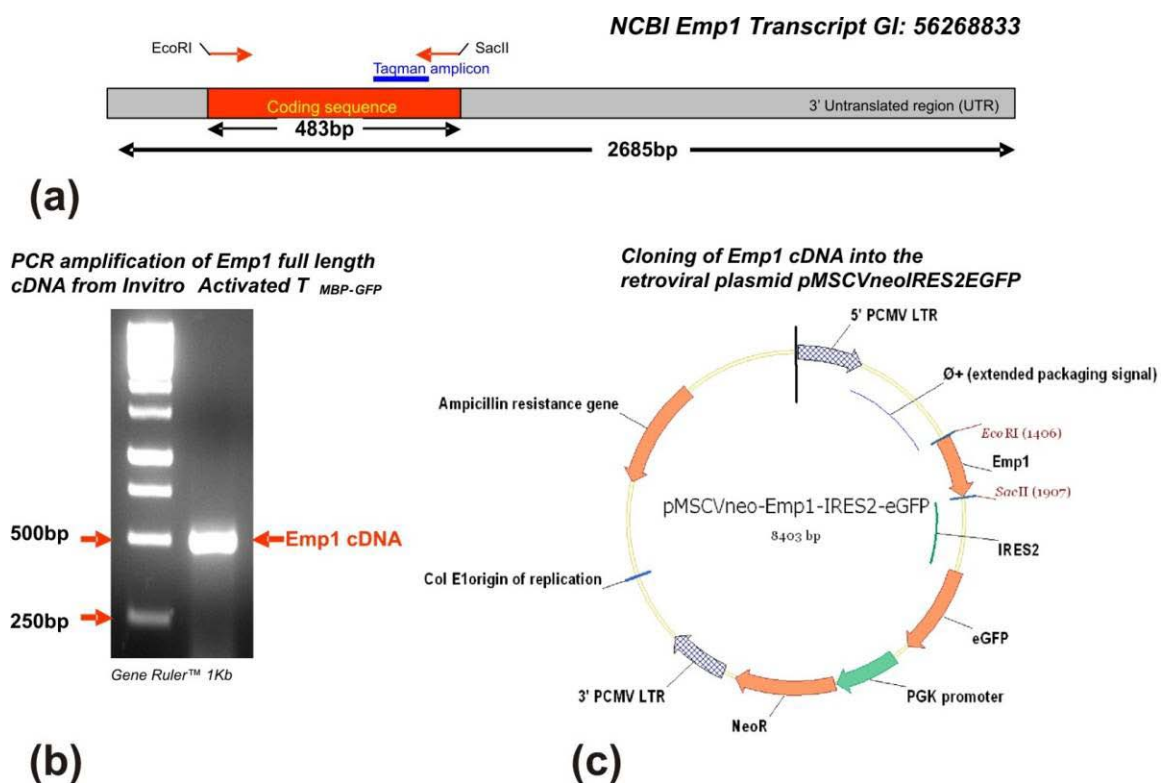 NCBI Emp1 Transcript GI: 56268833
EcoRI
SacII
Taqman amplicon
Coding sequence
3' Untranslated region (UTR)
483bp
2685bp
(a)
PCR amplification of Emp1 full length
cDNA from Invitro Activated T MBP-GFP
500bp
Emp1 cDNA
250bp
Gene Ruler™ 1Kb
(b)
Cloning of Emp1 cDNA into the
retroviral plasmid pMSCVneoIRES2EGFP
5' PCMV LTR
Ø+ (extended packaging signal)
Ampicillin resistance gene
EcoRI (1406)
Emp1
SacII (1907)
pMSCVneo-Emp1-IRES2-eGFP
8403 bp
IRES2
Col E1origin of replication
eGFP
3' PCMV LTR
PGK promoter
NeoR
(c)